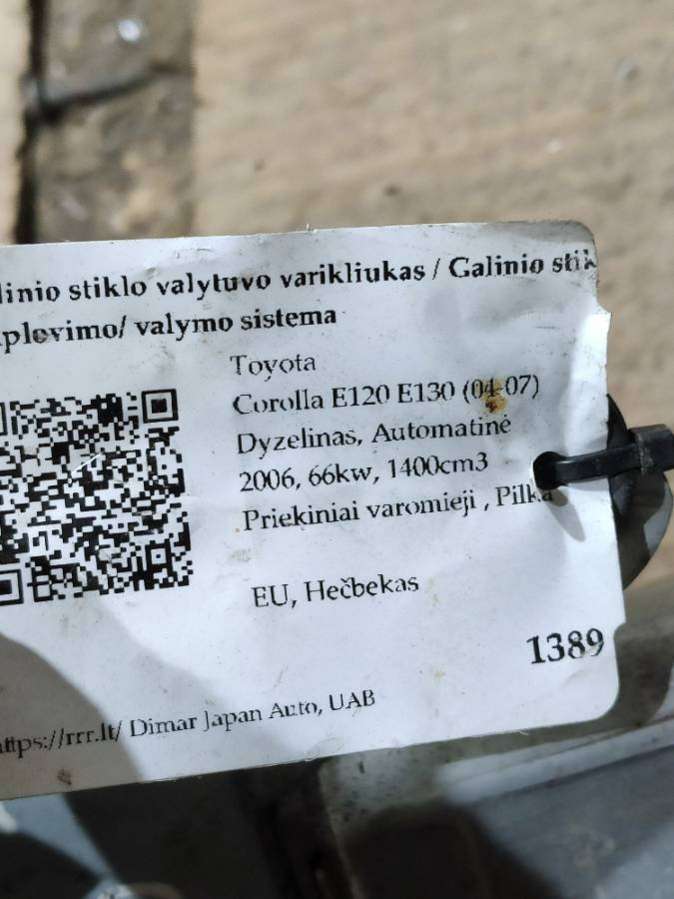 linio stiklo valytuvo varikliukas / Galinio stik
plovimo/ valymo sistema
Toyota
Corolla E120 E130 (04-07)
Dyzelinas, Automatinė
2006, 66kw, 1400cm3
Priekiniai varomieji , Pilka
EU, Hečbekas
1389
https://rrr.lt/ Dimar Japan Auto, UAB